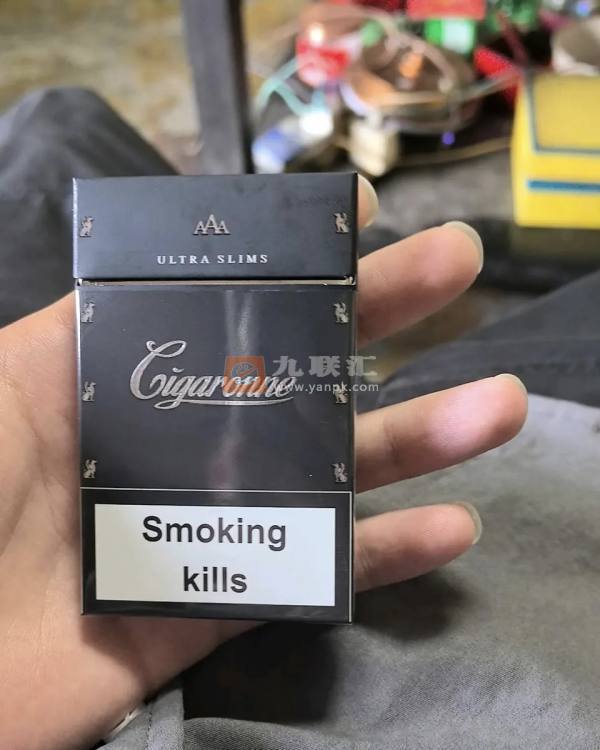 AAA
ULTRA SLIMS
Cigaronne
九联汇
www.yanpk.com
Smoking
kills